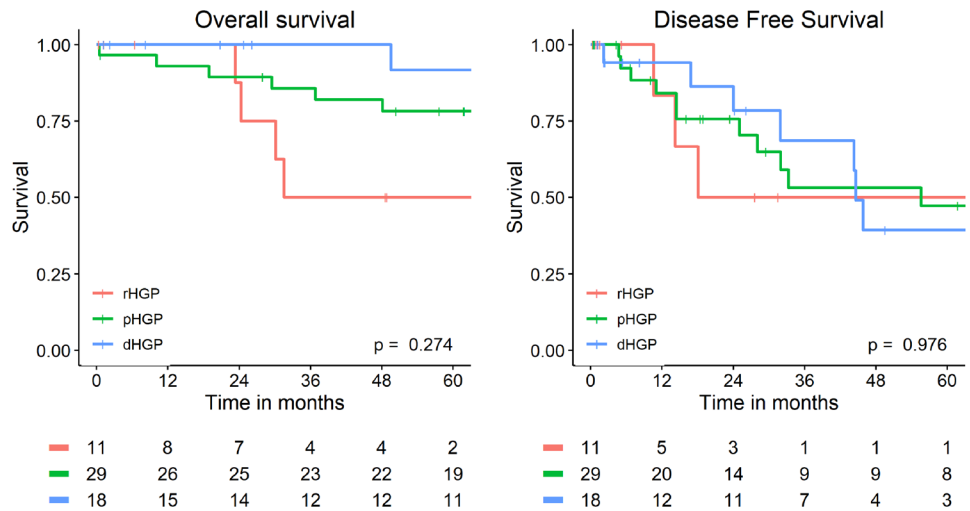 Overall survival
1.00
0.75
0.50
0.25
0.00
Survival
rHGP
pHGP
dHGP
p = 0.274
0 12 24 36 48 60
Time in months
11 8 7 4 4 2
29 26 25 23 22 19
18 15 14 12 12 11
Disease Free Survival
1.00
0.75
0.50
0.25
0.00
Survival
rHGP
pHGP
dHGP
p = 0.976
0 12 24 36 48 60
Time in months
11 5 3 1 1 1
29 20 14 9 9 8
18 12 11 7 4 3